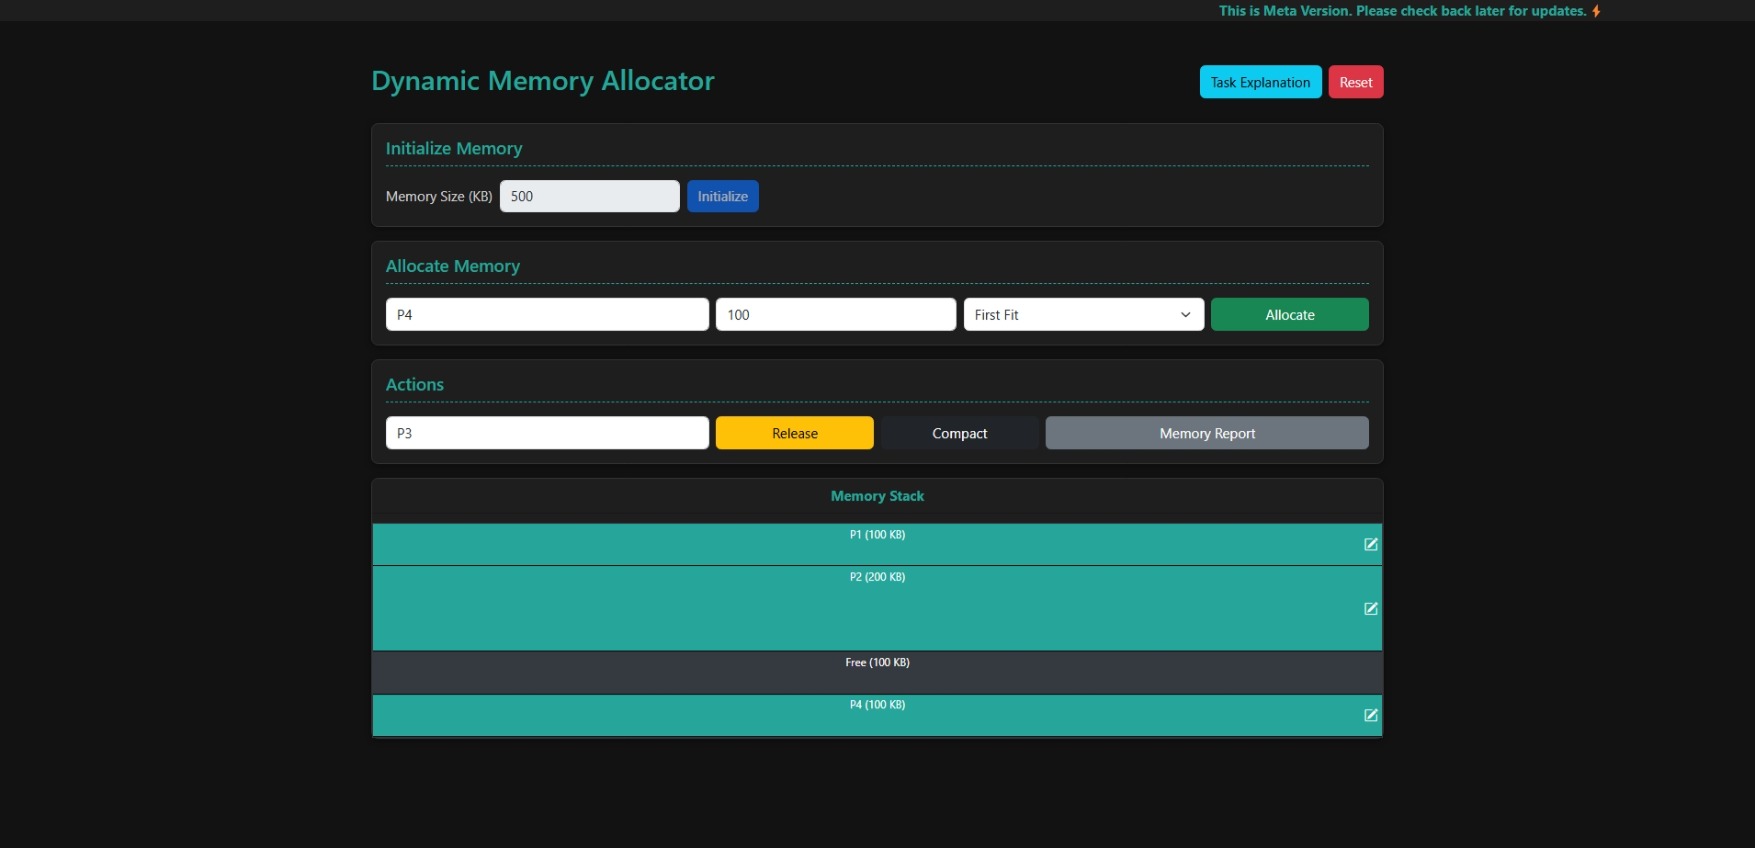 This is Meta Version. Please check back later for updates.
Dynamic Memory Allocator
Task Explanation
Reset
Initialize Memory
Memory Size (KB)
500
Initialize
Allocate Memory
P4
100
First Fit
Allocate
Actions
P3
Release
Compact
Memory Report
Memory Stack
P1 (100 KB)
P2 (200 KB)
Free (100 KB)
P4 (100 KB)